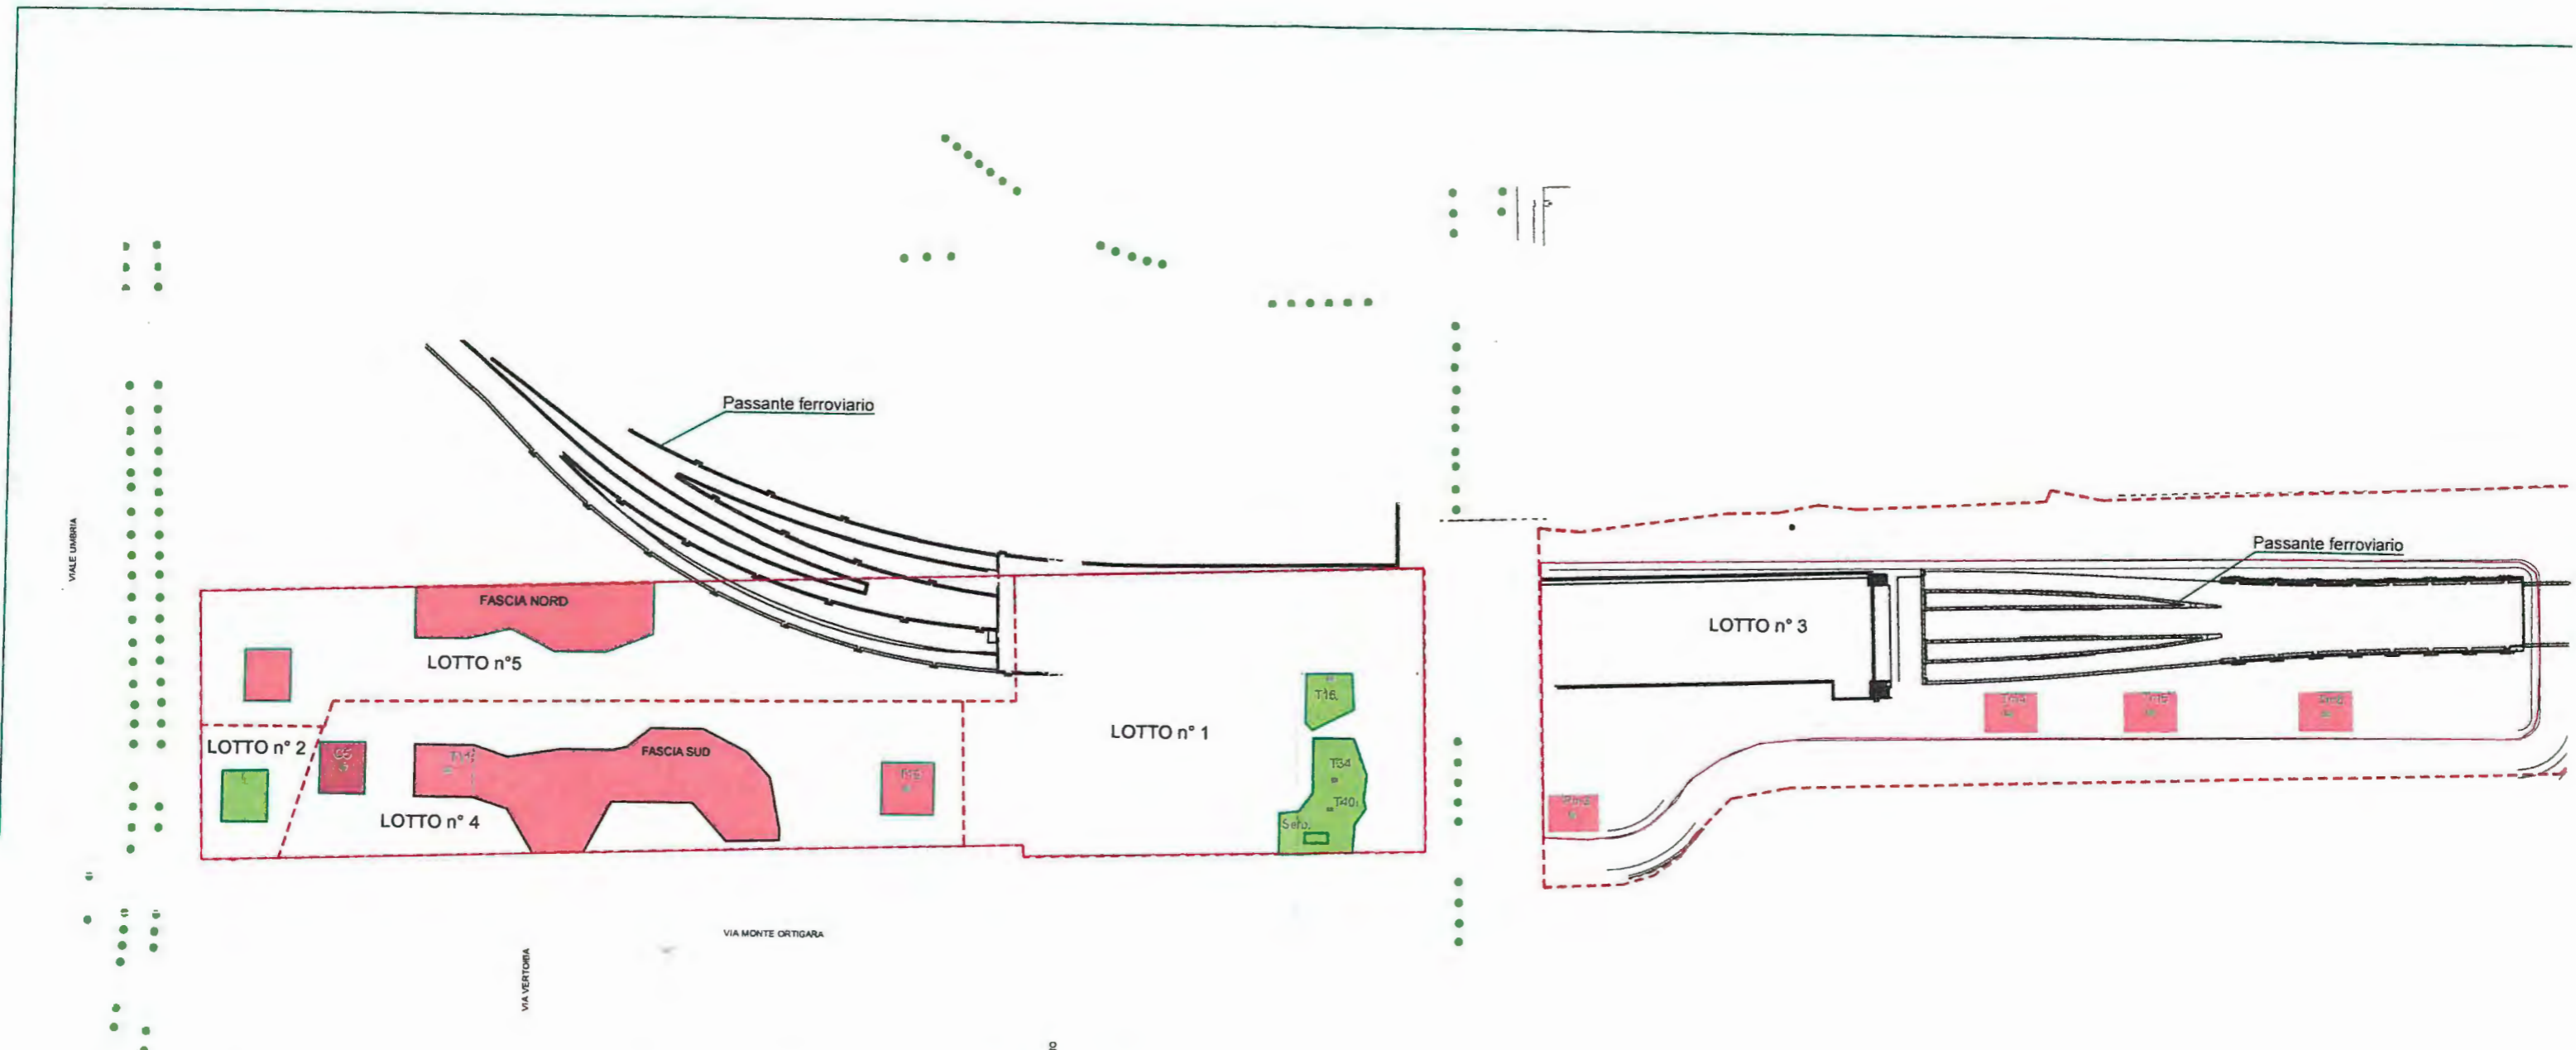 Passante ferroviario
Passante ferroviario
VIALE UMBRIA
FASCIA NORD
LOTTO n° 3
LOTTO n°5
T16.
LOTTO n° 1
LOTTO n° 2
FASCIA SUD
T34
T40
LOTTO n° 4
VIA MONTE ORTIGARA
VIA VERTOIBA